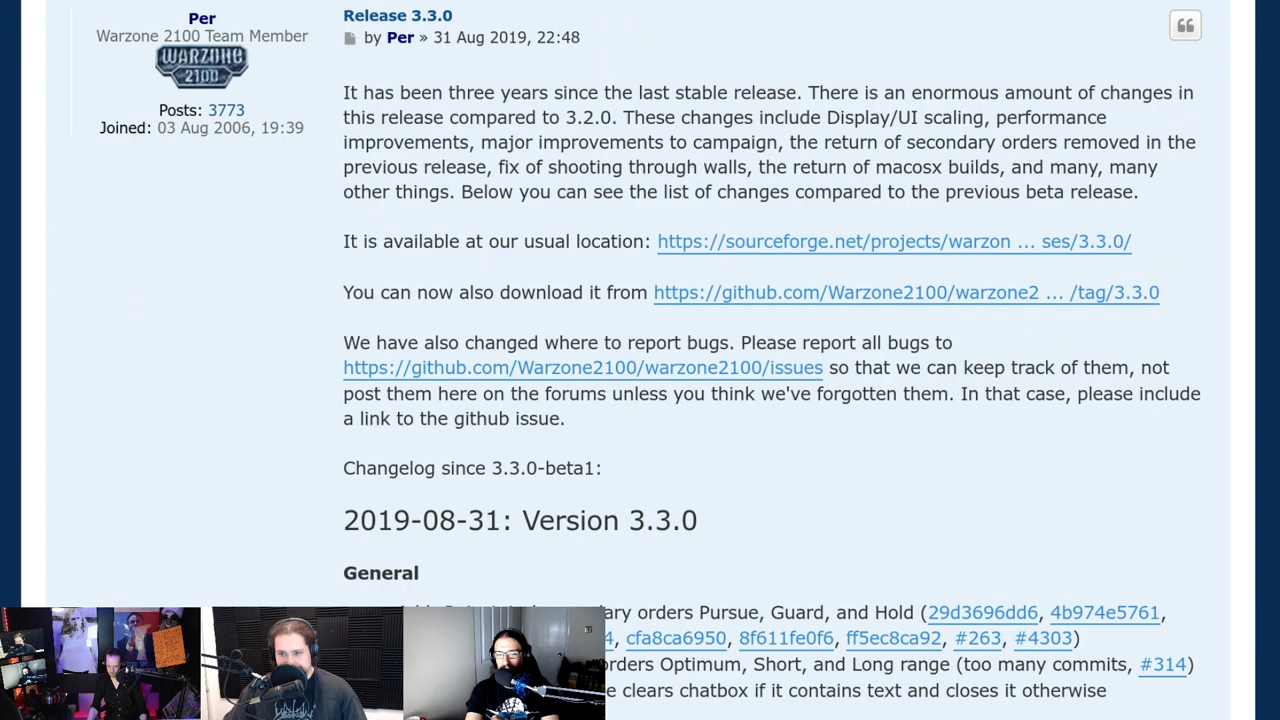 Per
Warzone 2100 Team Member
WARZONE
2100
Posts: 3773
Joined: 03 Aug 2006, 19:39
Release 3.3.0
by Per » 31 Aug 2019, 22:48
It has been three years since the last stable release. There is an enormous amount of changes in
this release compared to 3.2.0. These changes include Display/UI scaling, performance
improvements, major improvements to campaign, the return of secondary orders removed in the
previous release, fix of shooting through walls, the return of macosx builds, and many, many
other things. Below you can see the list of changes compared to the previous beta release.
It is available at our usual location: https://sourceforge.net/projects/warzon ... ses/3.3.0/
You can now also download it from https://github.com/Warzone2100/warzone2 ... /tag/3.3.0
We have also changed where to report bugs. Please report all bugs to
https://github.com/Warzone2100/warzone2100/issues so that we can keep track of them, not
post them here on the forums unless you think we've forgotten them. In that case, please include
a link to the github issue.
Changelog since 3.3.0-beta1:
2019-08-31: Version 3.3.0
General
ary orders Pursue, Guard, and Hold (29d3696dd6, 4b974e5761,
4, cfa8ca6950, 8f611fe0f6, ff5ec8ca92, #263, #4303)
orders Optimum, Short, and Long range (too many commits, #314)
e clears chatbox if it contains text and closes it otherwise